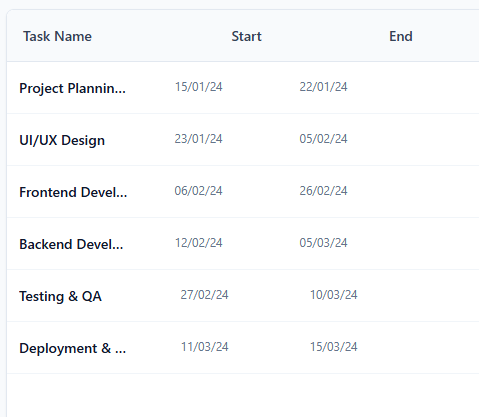 Task Name Start End
Project Plannin... 15/01/24 22/01/24
UI/UX Design 23/01/24 05/02/24
Frontend Devel... 06/02/24 26/02/24
Backend Devel... 12/02/24 05/03/24
Testing & QA 27/02/24 10/03/24
Deployment & ... 11/03/24 15/03/24